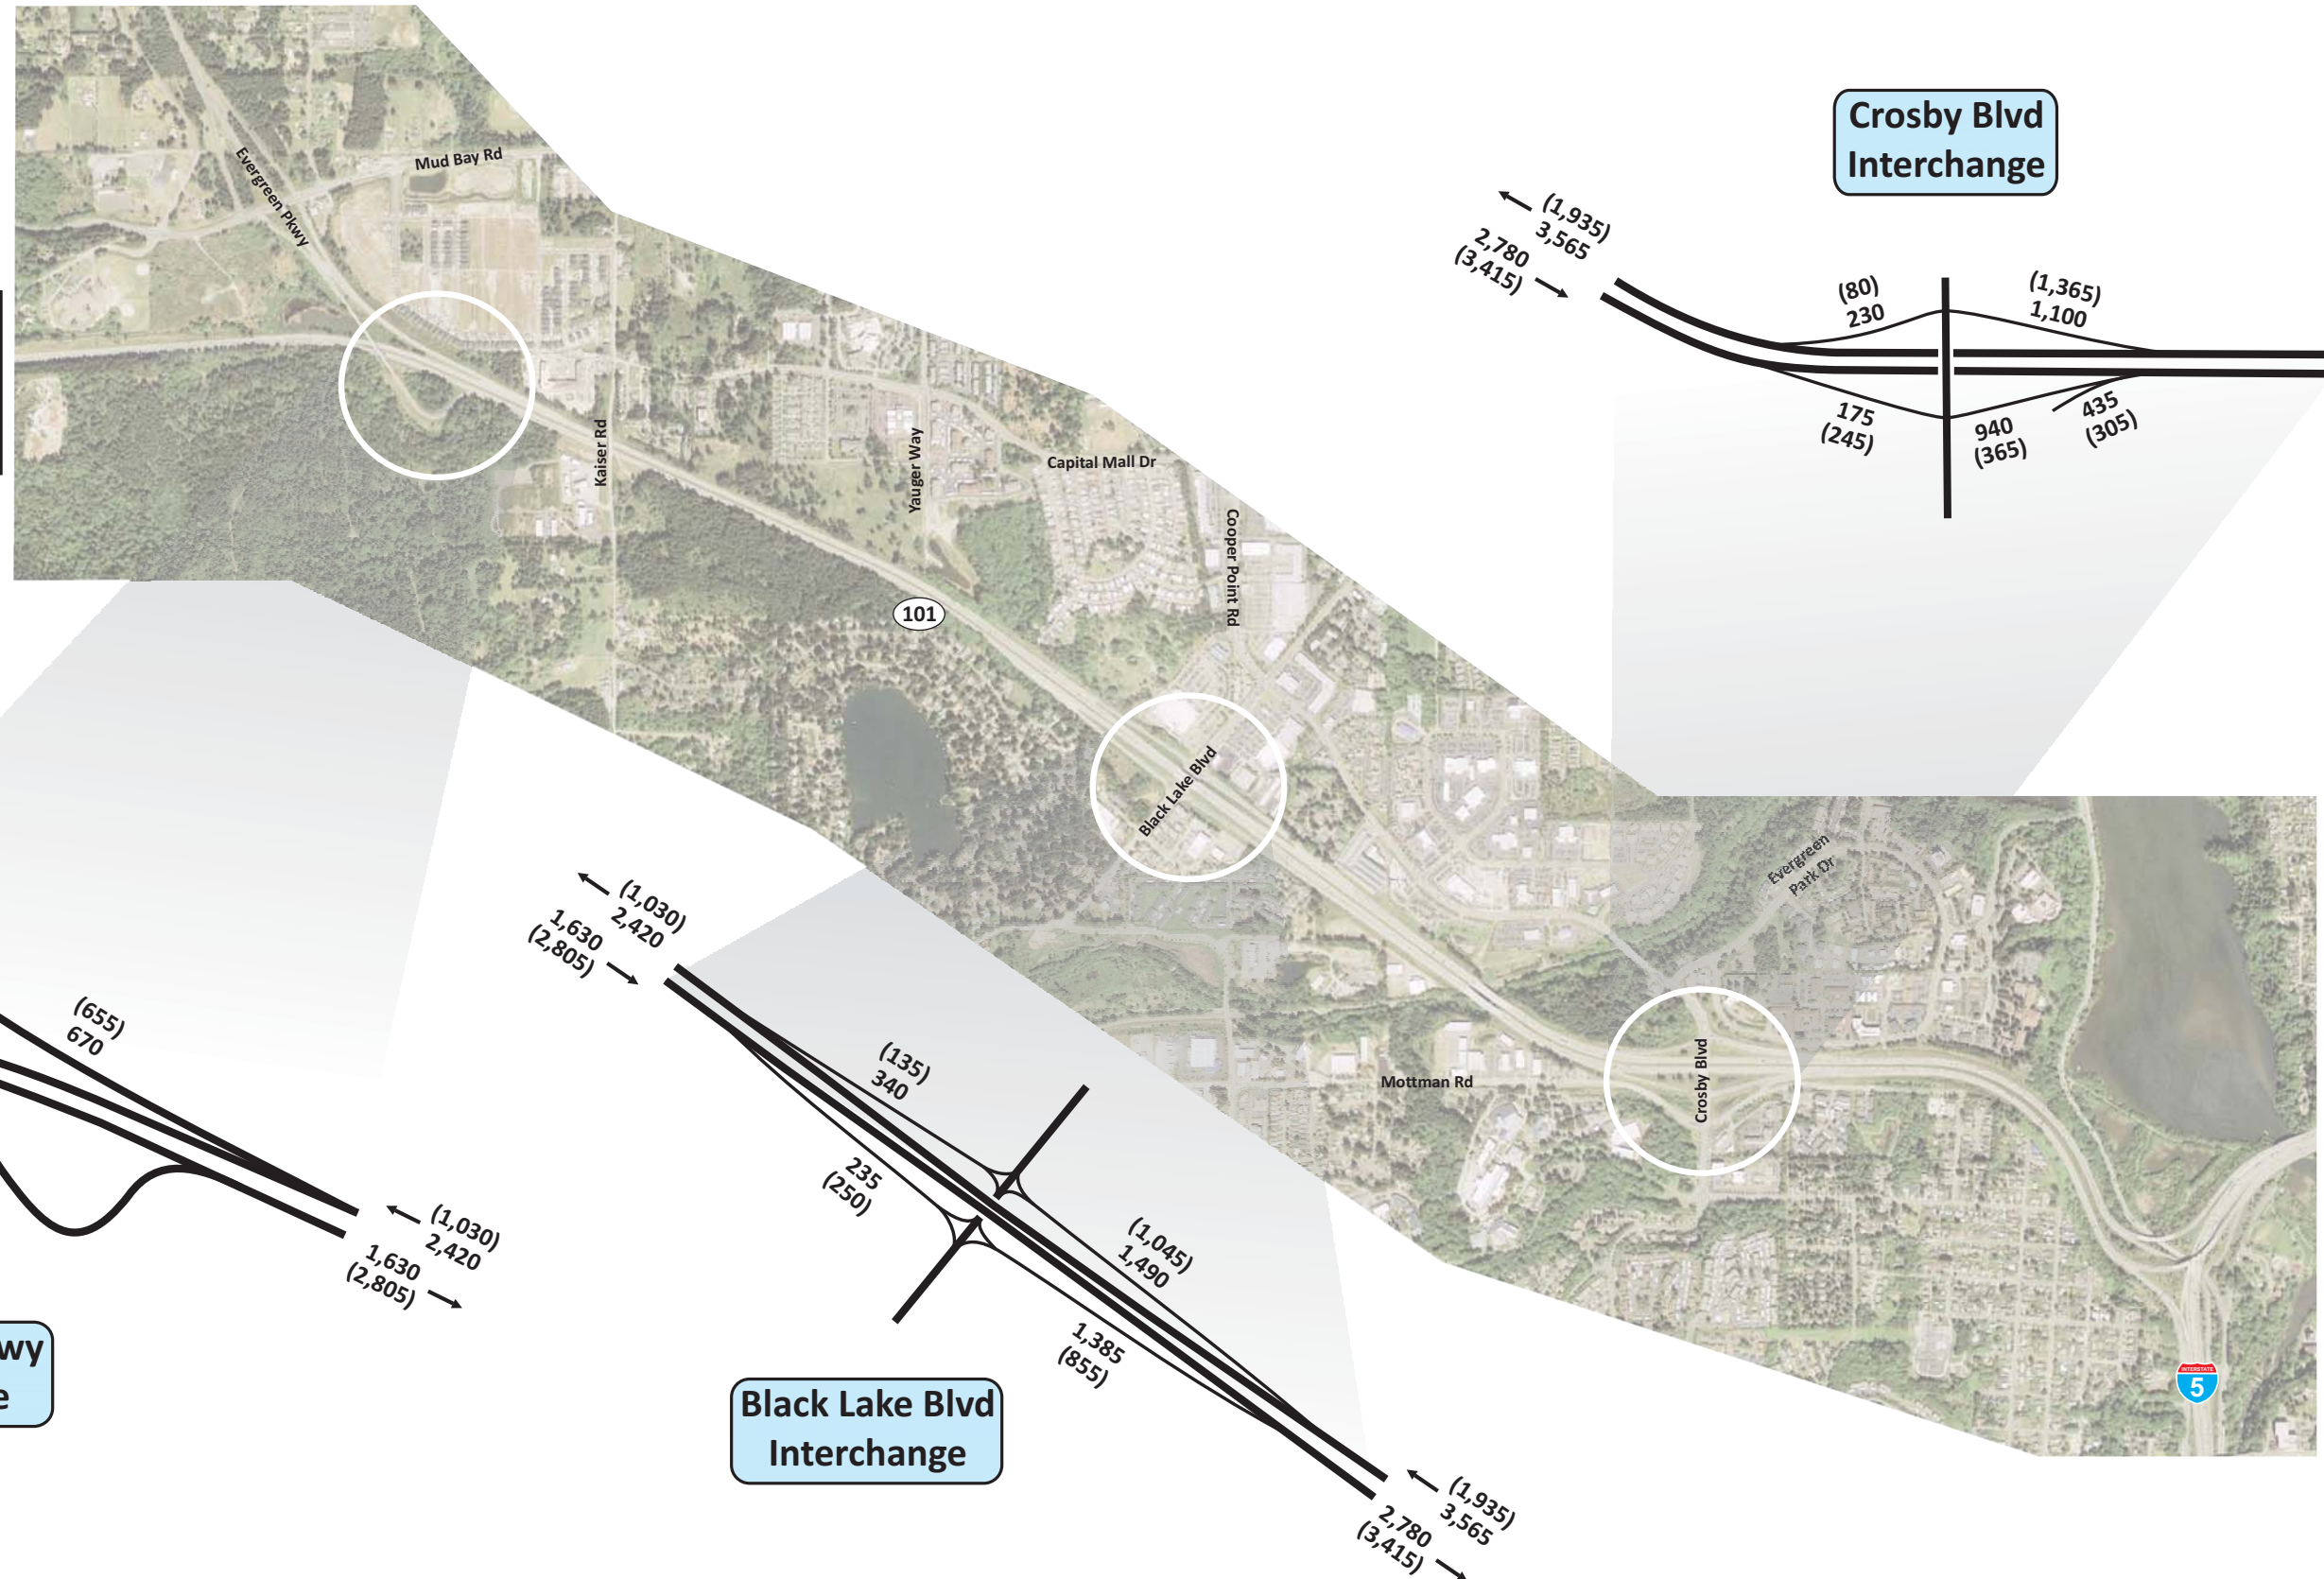 Crosby Blvd
Interchange
(1,935)
3,565
2,780
(3,415)
(80)
230
(1,365)
1,100
175
(245)
940
(365)
435
(305)
Evergreen Pkwy
Mud Bay Rd
Kaiser Rd
Yauger Way
Capital Mall Dr
Cooper Point Rd
101
Black Lake Blvd
Evergreen
Park Dr
Mottman Rd
Crosby Blvd
INTERSTATE
5
(655)
670
(1,030)
2,420
1,630
(2,805)
wy
e
(1,030)
2,420
1,630
(2,805)
(135)
340
235
(250)
(1,045)
1,490
1,385
(855)
Black Lake Blvd
Interchange
(1,935)
3,565
2,780
(3,415)